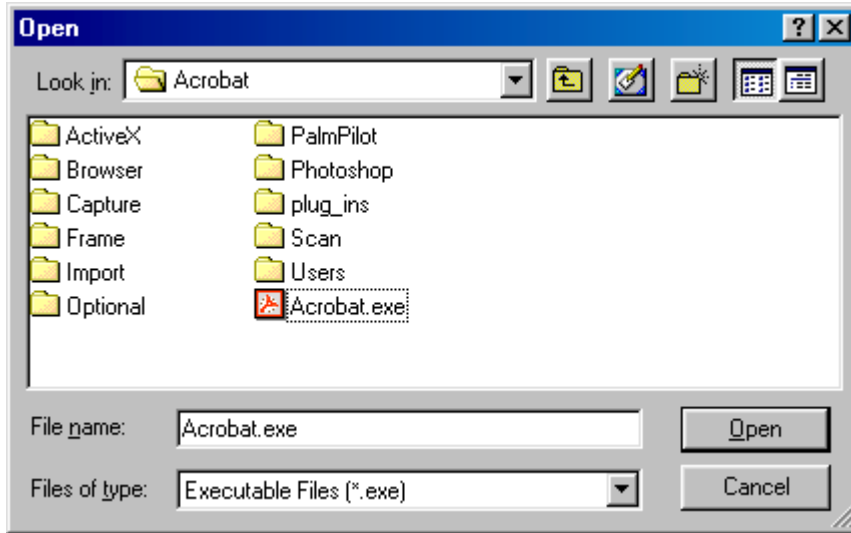 Open
Look in: Acrobat
ActiveX PalmPilot
Browser Photoshop
Capture plug_ins
Frame Scan
Import Users
Optional Acrobat.exe
File name: Acrobat.exe Open
Files of type: Executable Files (*.exe) Cancel